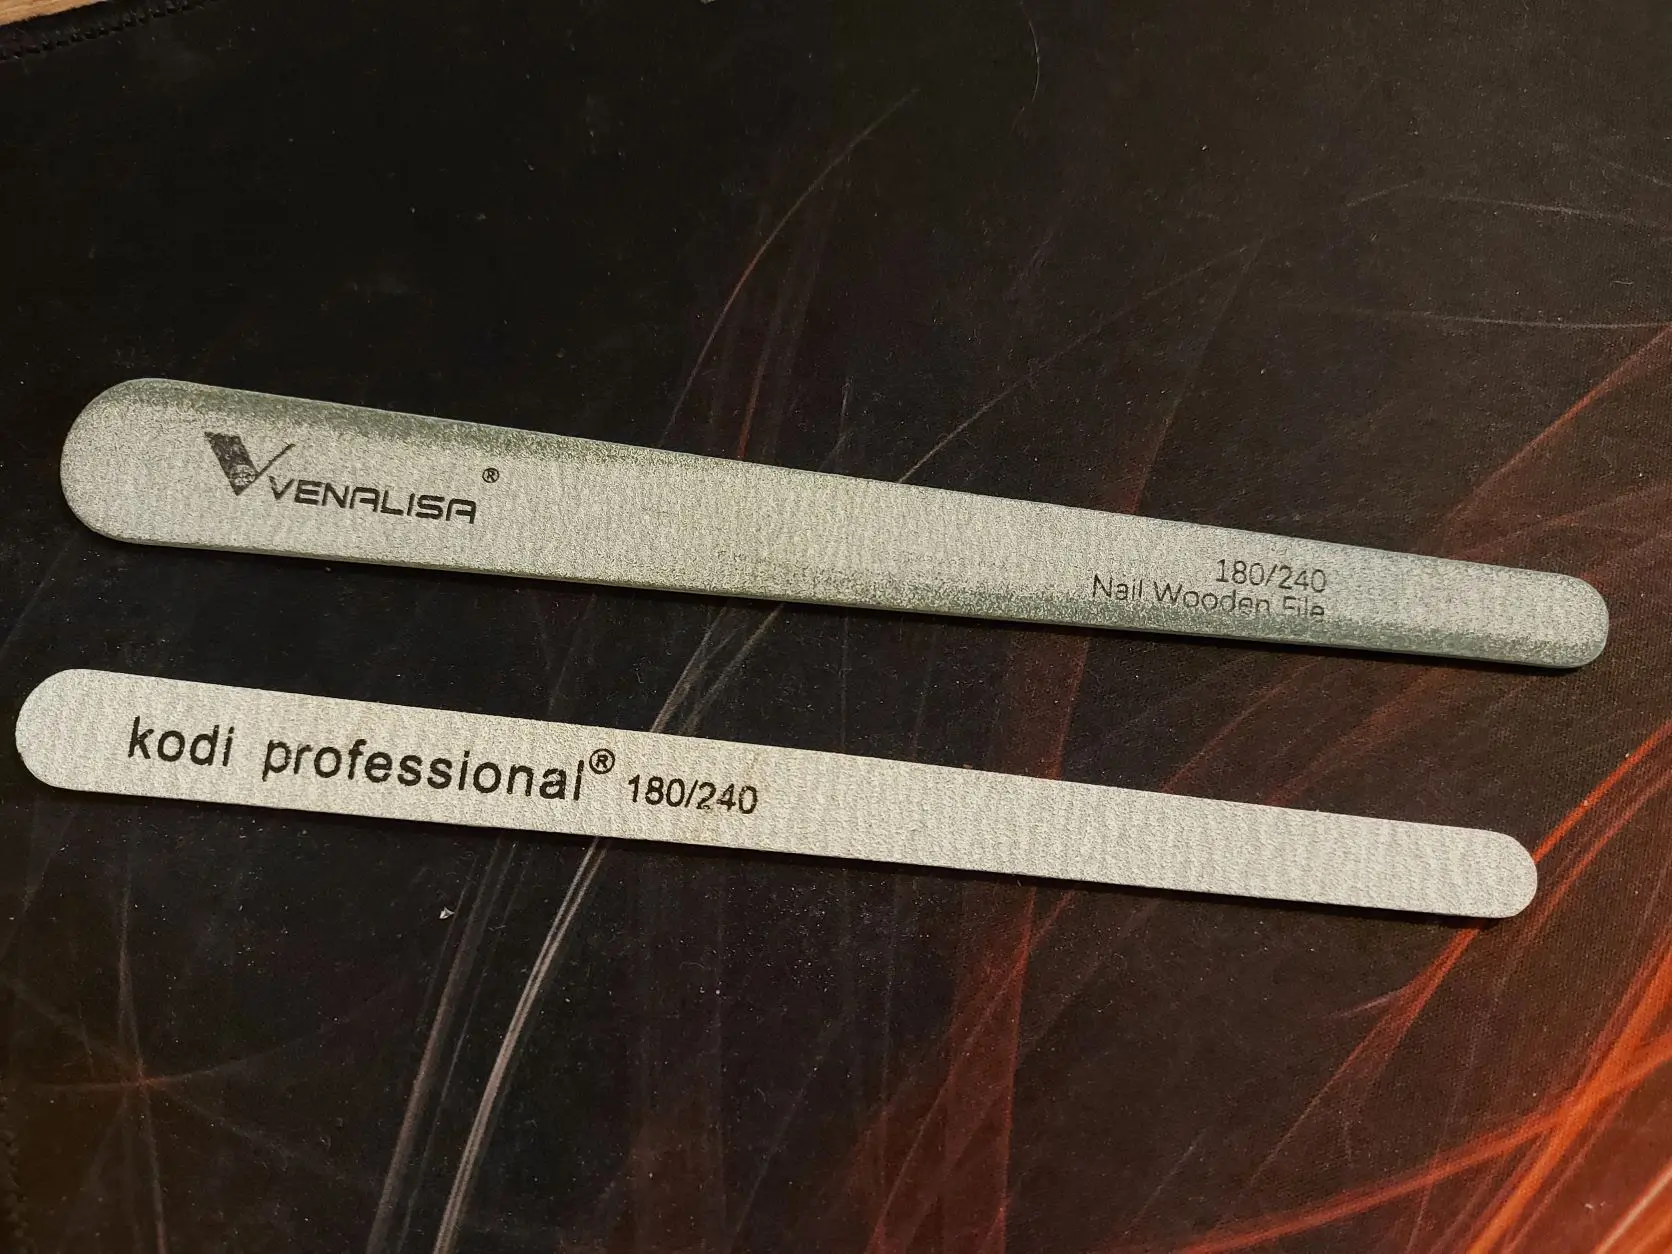 VENALISA®
180/240
Nail Wooden File
kodi professional® 180/240